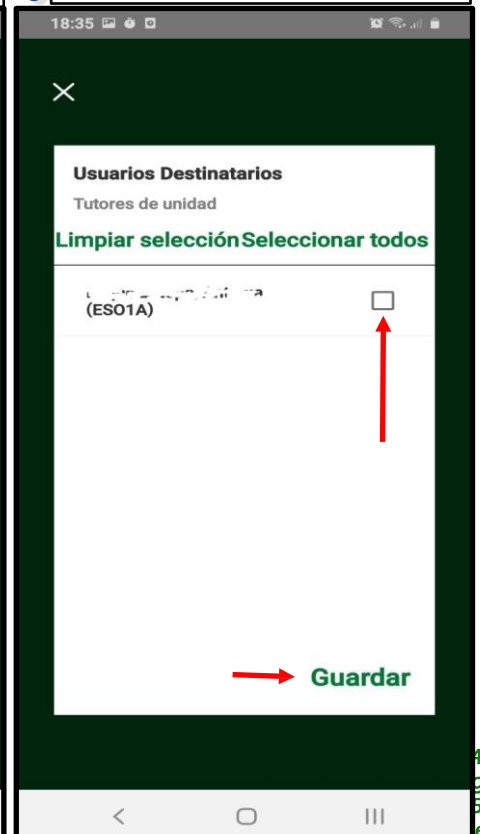 18:35
Usuarios Destinatarios
Tutores de unidad
Limpiar selección Seleccionar todos
(ESO1A)
Guardar